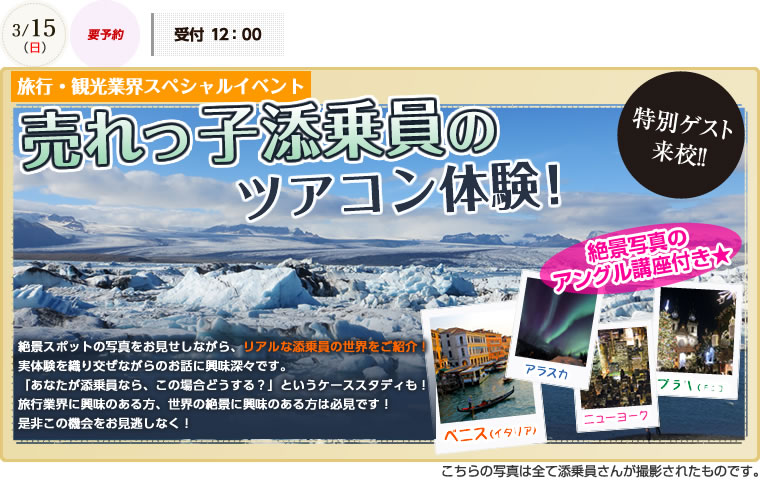 3/15
(日)
要予約
受付 12:00
旅行・観光業界スペシャルイベント
売れっ子添乗員の
ツアコン体験!
特別ゲスト
来校!!
絶景写真の
アングル講座付き★
絶景スポットの写真をお見せしながら、リアルな添乗員の世界をご紹介!
実体験を織り交ぜながらのお話に興味深々です。
「あなたが添乗員なら、この場合どうする?」というケーススタディも!
旅行業界に興味のある方、世界の絶景に興味のある方は必見です!
是非この機会をお見逃しなく!
ベニス(イタリア)
アラスカ
ニューヨーク
プラハ(チェコ)
こちらの写真は全て添乗員さんが撮影されたものです。